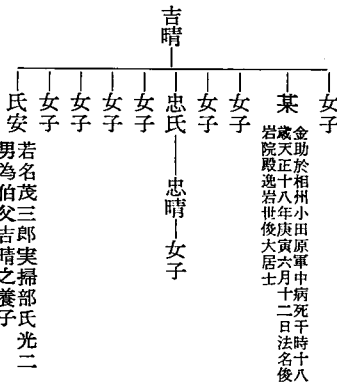 吉晴
女子
某
金助於相州小田原軍中病死干時十八
歳天正十八年庚寅六月十二日法名俊
岩院殿逸岩世俊大居士
女子
女子
忠氏
忠晴
女子
女子
女子
女子
女子
氏安
若名茂三郎実掃部氏光二
男為伯父吉晴之養子